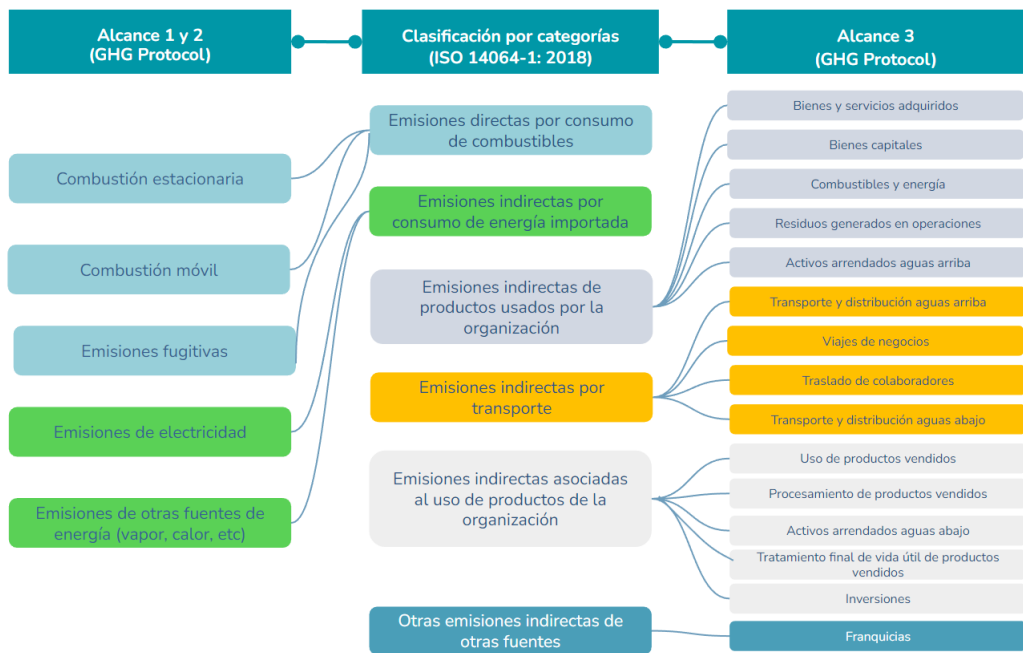 Alcance 1 y 2
(GHG Protocol)
Clasificación por categorías
(ISO 14064-1: 2018)
Alcance 3
(GHG Protocol)
Combustión estacionaria
Combustión móvil
Emisiones fugitivas
Emisiones de electricidad
Emisiones de otras fuentes de
energía (vapor, calor, etc)
Emisiones directas por consumo
de combustibles
Emisiones indirectas por
consumo de energía importada
Emisiones indirectas de
productos usados por la
organización
Emisiones indirectas por
transporte
Emisiones indirectas asociadas
al uso de productos de la
organización
Otras emisiones indirectas de
otras fuentes
Bienes y servicios adquiridos
Bienes capitales
Combustibles y energía
Residuos generados en operaciones
Activos arrendados aguas arriba
Transporte y distribución aguas arriba
Viajes de negocios
Traslado de colaboradores
Transporte y distribución aguas abajo
Uso de productos vendidos
Procesamiento de productos vendidos
Activos arrendados aguas abajo
Tratamiento final de vida útil de productos
vendidos
Inversiones
Franquicias